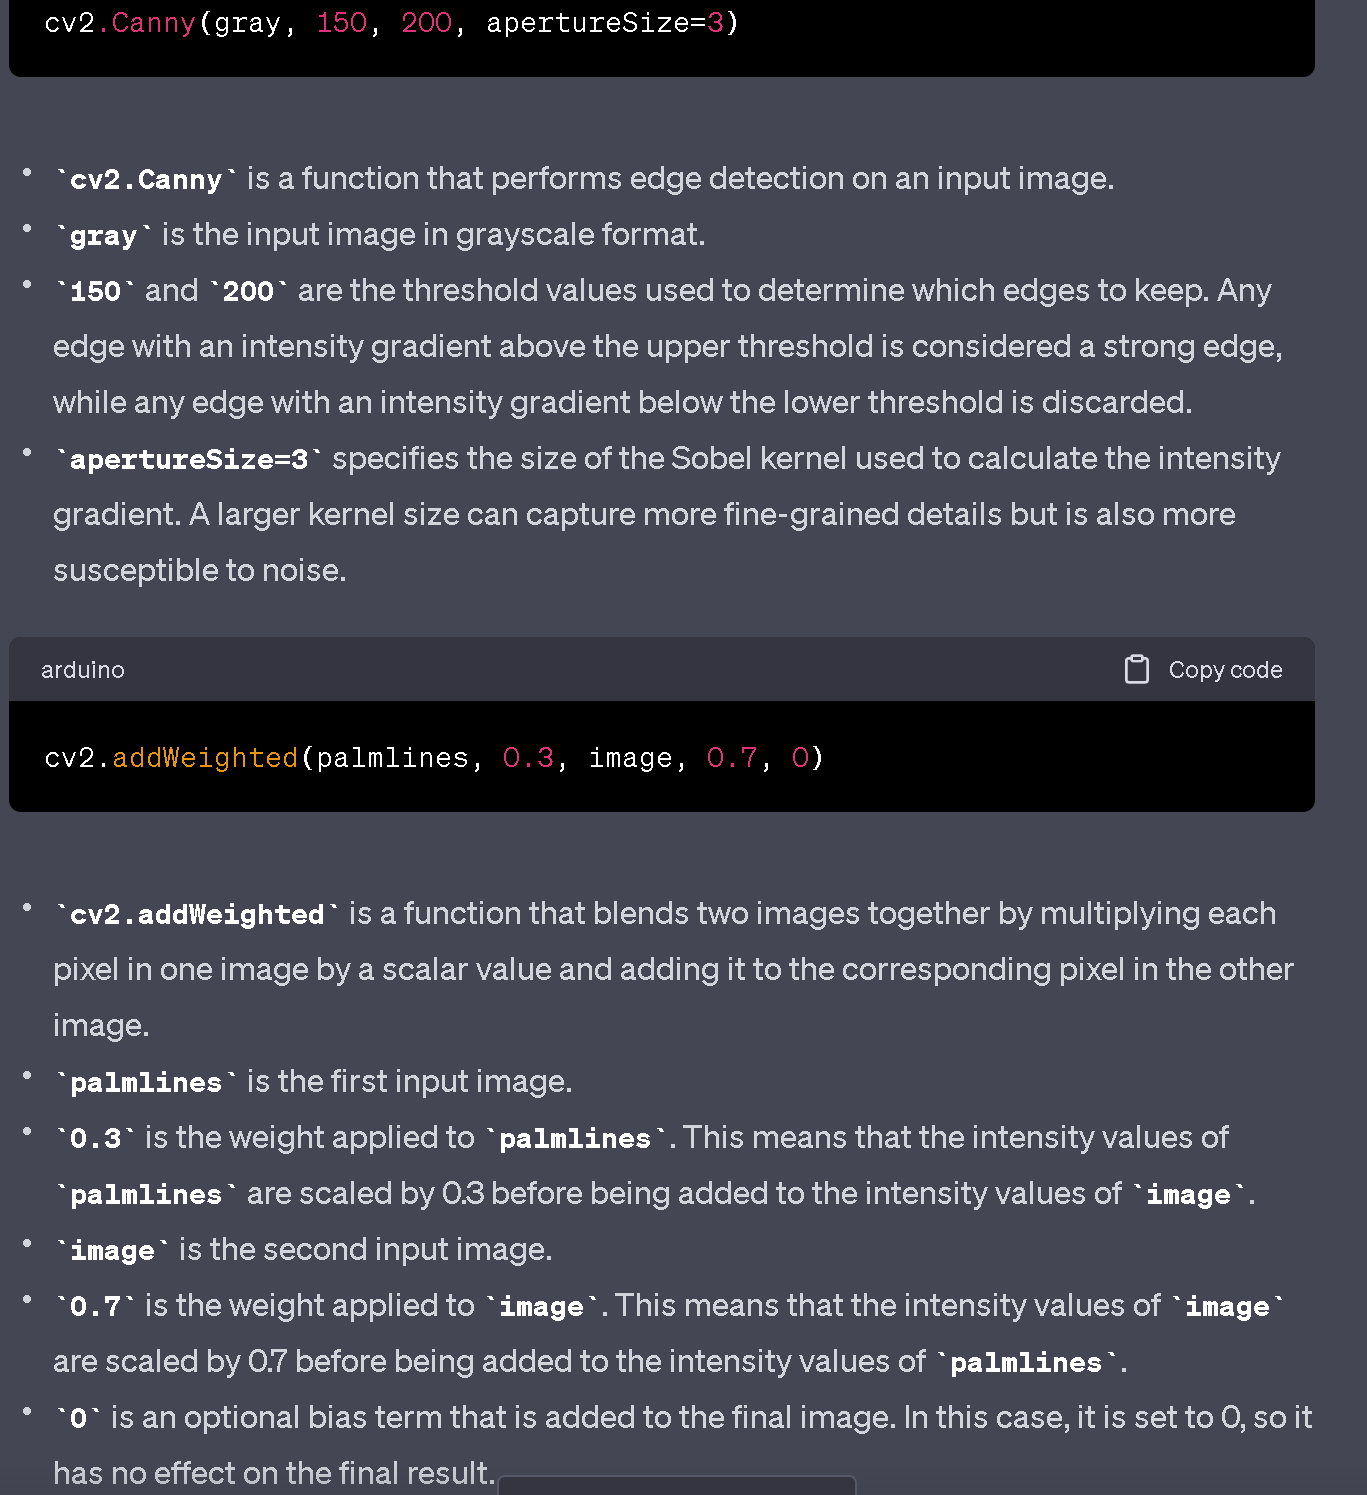 cv2.Canny(gray, 150, 200, apertureSize=3)
• `cv2.Canny` is a function that performs edge detection on an input image.
• `gray` is the input image in grayscale format.
• `150` and `200` are the threshold values used to determine which edges to keep. Any
edge with an intensity gradient above the upper threshold is considered a strong edge,
while any edge with an intensity gradient below the lower threshold is discarded.
• `apertureSize=3` specifies the size of the Sobel kernel used to calculate the intensity
gradient. A larger kernel size can capture more fine-grained details but is also more
susceptible to noise.
arduino Copy code
cv2.addWeighted(palmlines, 0.3, image, 0.7, 0)
• `cv2.addWeighted` is a function that blends two images together by multiplying each
pixel in one image by a scalar value and adding it to the corresponding pixel in the other
image.
• `palmlines` is the first input image.
• `0.3` is the weight applied to `palmlines`. This means that the intensity values of
`palmlines` are scaled by 0.3 before being added to the intensity values of `image`.
• `image` is the second input image.
• `0.7` is the weight applied to `image`. This means that the intensity values of `image`
are scaled by 0.7 before being added to the intensity values of `palmlines`.
• `0` is an optional bias term that is added to the final image. In this case, it is set to 0, so it
has no effect on the final result.